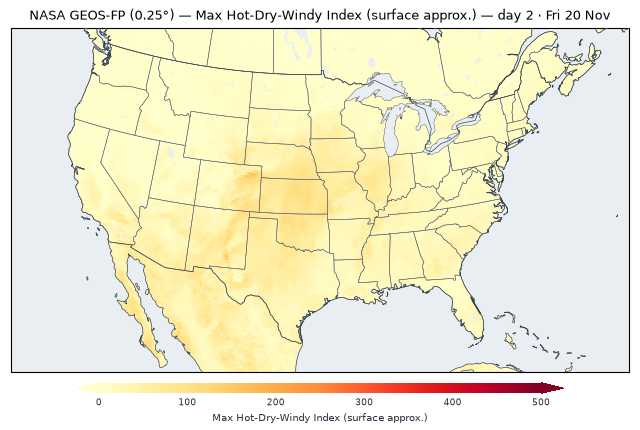 NASA GEOS-FP (0.25°) — Max Hot-Dry-Windy Index (surface approx.) — day 2 · Fri 20 Nov
0 100 200 300 400 500
Max Hot-Dry-Windy Index (surface approx.)